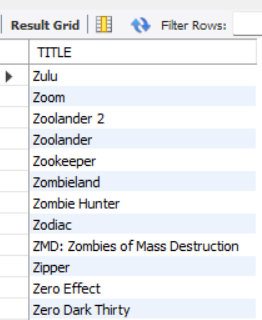 Result Grid Filter Rows:
TITLE
Zulu
Zoom
Zoolander 2
Zoolander
Zookeeper
Zombieland
Zombie Hunter
Zodiac
ZMD: Zombies of Mass Destruction
Zipper
Zero Effect
Zero Dark Thirty